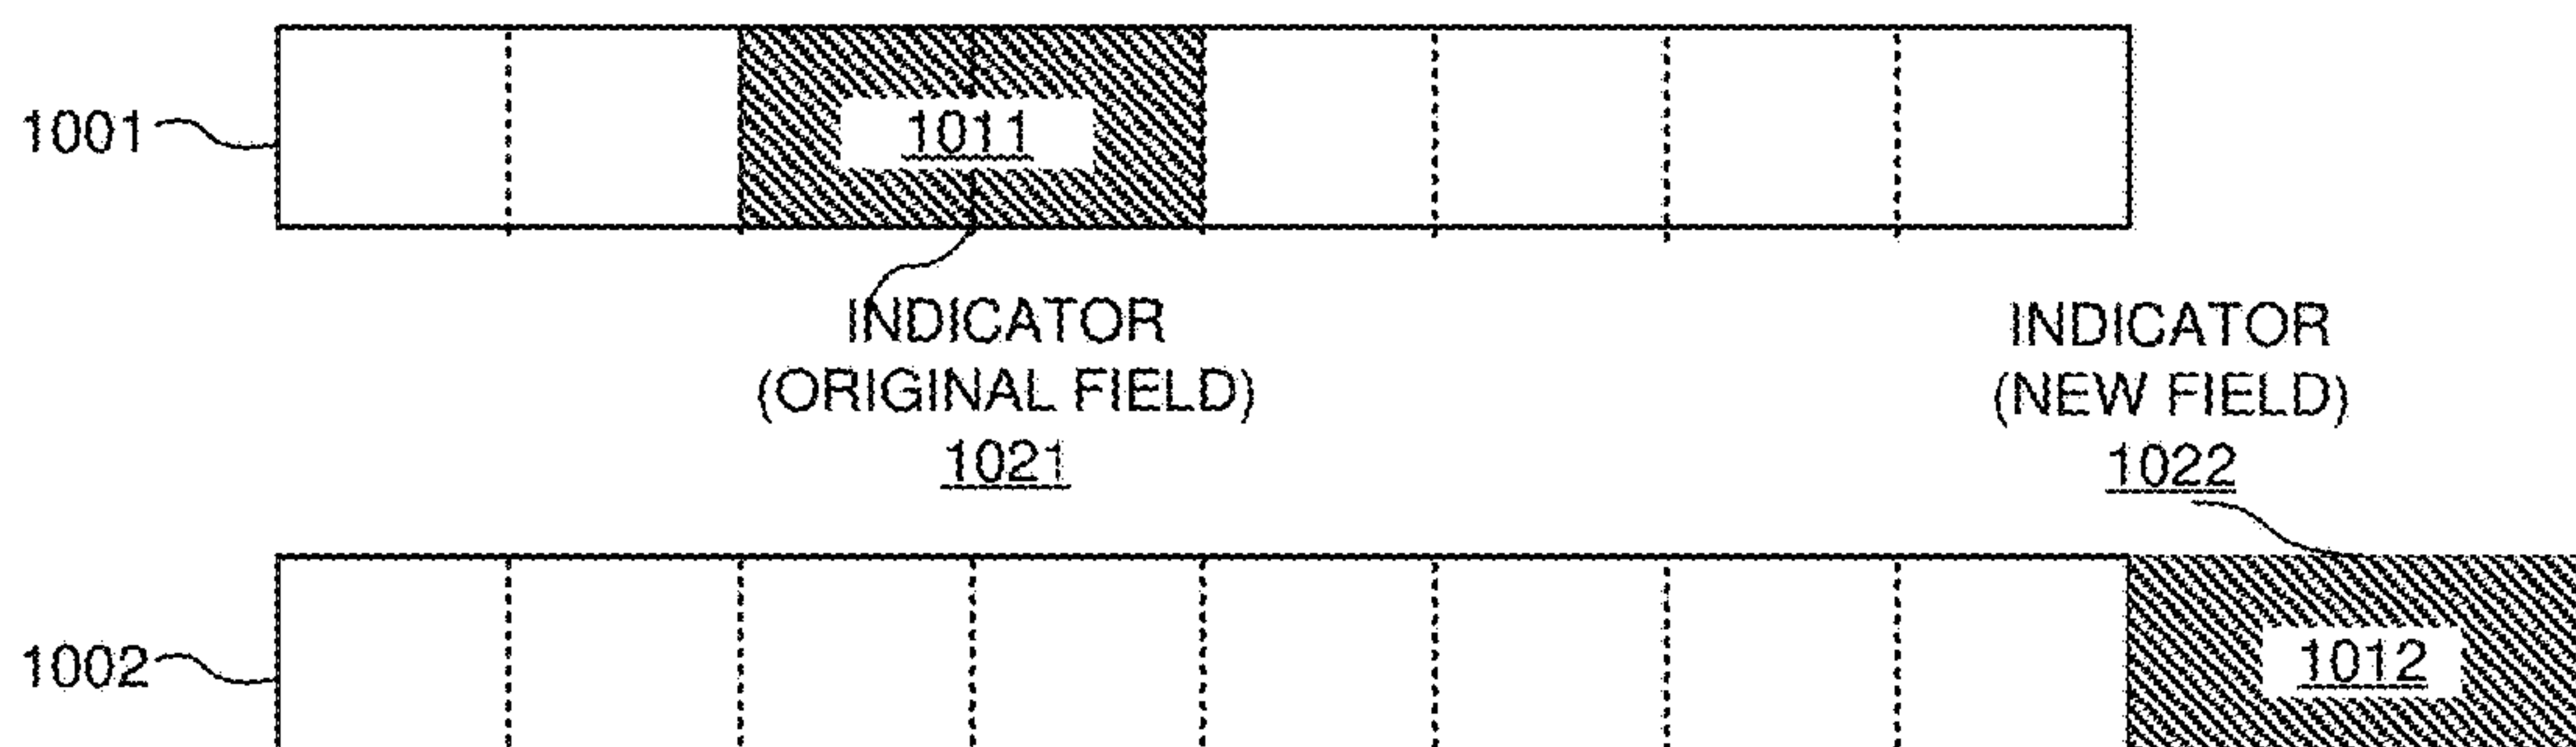 1001
1011
INDICATOR
(ORIGINAL FIELD)
1021
INDICATOR
(NEW FIELD)
1022
1002
1012